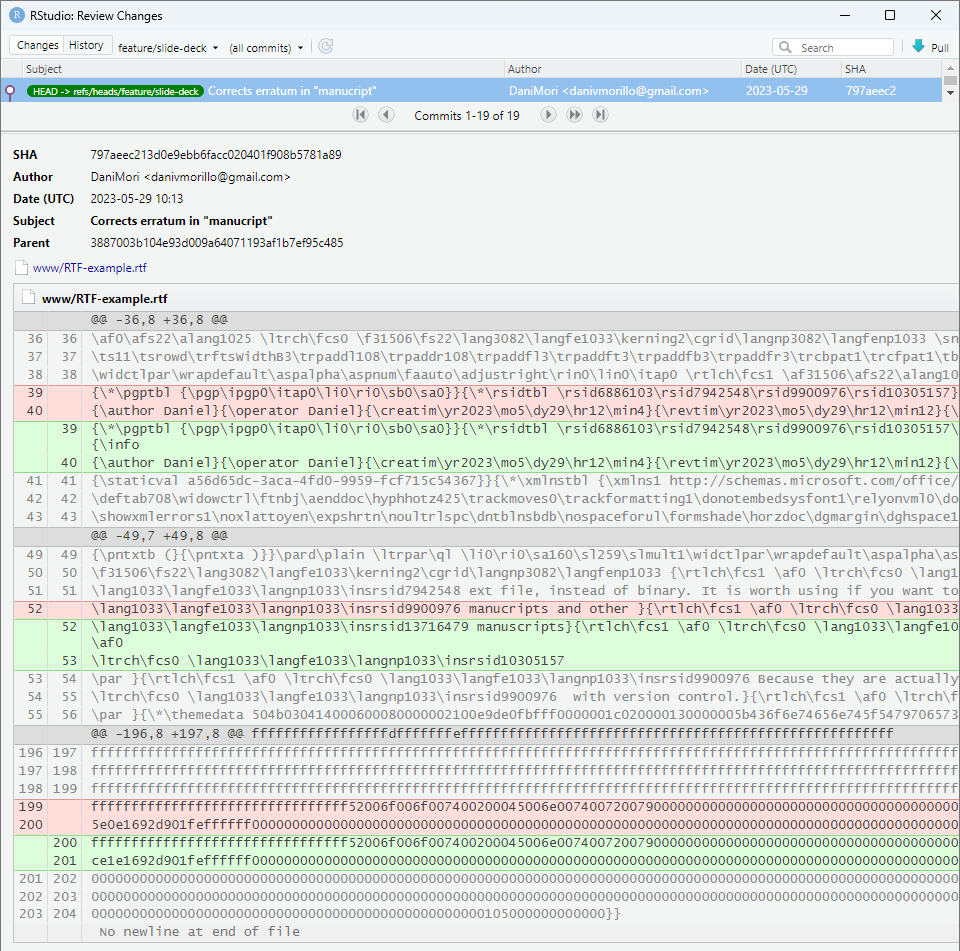 RStudio: Review Changes
Changes History feature/slide-deck (all commits) Search Pull
Subject Author Date (UTC) SHA
HEAD -> refs/heads/feature/slide-deck Corrects erratum in "manucript" DaniMori <danivmorillo@gmail.com> 2023-05-29 797aeec2
Commits 1-19 of 19
SHA 797aeec213d0e9ebb6facc020401f908b5781a89
Author DaniMori <danivmorillo@gmail.com>
Date (UTC) 2023-05-29 10:13
Subject Corrects erratum in "manucript"
Parent 3887003b104e93d009a64071193af1b7ef95c485
www/RTF-example.rtf
www/RTF-example.rtf
@@ -36,8 +36,8 @@
36 36 \af0\afs22\alang1025 \ltrch\fcs0 \f31506\fs22\lang3082\langfe1033\kerning2\cgrid\langnp3082\langfenp1033 \sn
37 37 \ts11\tsrowd\trftsWidthB3\trpaddl108\trpaddr108\trpaddfl3\trpaddft3\trpaddfb3\trpaddfr3\trcbpat1\trcfpat1\tb
38 38 \widctlpar\wrapdefault\aspalpha\aspnum\faauto\adjustright\rin0\lin0\itap0 \rtlch\fcs1 \af31506\afs22\alang10
39 {\*\pgptbl {\pgp\ipgp0\itap0\li0\ri0\sb0\sa0}}{\*\rsidtbl \rsid6886103\rsid7942548\rsid9900976\rsid10305157}
40 {\author Daniel}{\operator Daniel}{\creatim\yr2023\mo5\dy29\hr12\min4}{\revtim\yr2023\mo5\dy29\hr12\min12}{\
39 {\*\pgptbl {\pgp\ipgp0\itap0\li0\ri0\sb0\sa0}}{\*\rsidtbl \rsid6886103\rsid7942548\rsid9900976\rsid10305157\
{\info
40 {\author Daniel}{\operator Daniel}{\creatim\yr2023\mo5\dy29\hr12\min4}{\revtim\yr2023\mo5\dy29\hr12\min12}{\
41 41 {\staticval a56d65dc-3aca-4fd0-9959-fcf715c54367}}{\*\xmlnstbl {\xmlns1 http://schemas.microsoft.com/office/
42 42 \deftab708\widowctrl\ftnbj\aenddoc\hyphhotz425\trackmoves0\trackformatting1\donotembedsysfont1\relyonvml0\do
43 43 \showxmlerrors1\noxlattoyen\expshrtn\noultrlspc\dntblnsbdb\nospaceforul\formshade\horzdoc\dgmargin\dghspace1
@@ -49,7 +49,8 @@
49 49 {\pntxtb (}{\pntxta )}}\pard\plain \ltrpar\ql \li0\ri0\sa160\sl259\slmult1\widctlpar\wrapdefault\aspalpha\as
50 50 \f31506\fs22\lang3082\langfe1033\kerning2\cgrid\langnp3082\langfenp1033 {\rtlch\fcs1 \af0 \ltrch\fcs0 \lang1
51 51 \lang1033\langfe1033\langnp1033\insrsid7942548 ext file, instead of binary. It is worth using if you want to
52 \lang1033\langfe1033\langnp1033\insrsid9900976 manucripts and other }{\rtlch\fcs1 \af0 \ltrch\fcs0 \lang1033
52 \lang1033\langfe1033\langnp1033\insrsid13716479 manuscripts}{\rtlch\fcs1 \af0 \ltrch\fcs0 \lang1033\langfe10
\af0
53 \ltrch\fcs0 \lang1033\langfe1033\langnp1033\insrsid10305157
53 54 \par }{\rtlch\fcs1 \af0 \ltrch\fcs0 \lang1033\langfe1033\langnp1033\insrsid9900976 Because they are actually
54 55 \ltrch\fcs0 \lang1033\langfe1033\langnp1033\insrsid9900976  with version control.}{\rtlch\fcs1 \af0 \ltrch\f
55 56 \par }{\*\themedata 504b030414000600080000002100e9de0fbfff0000001c020000130000005b436f6e74656e745f5479706573
@@ -196,8 +197,8 @@
196 197
197 198
198 199
199
200
200
201
201 202
202 203
203 204
No newline at end of file